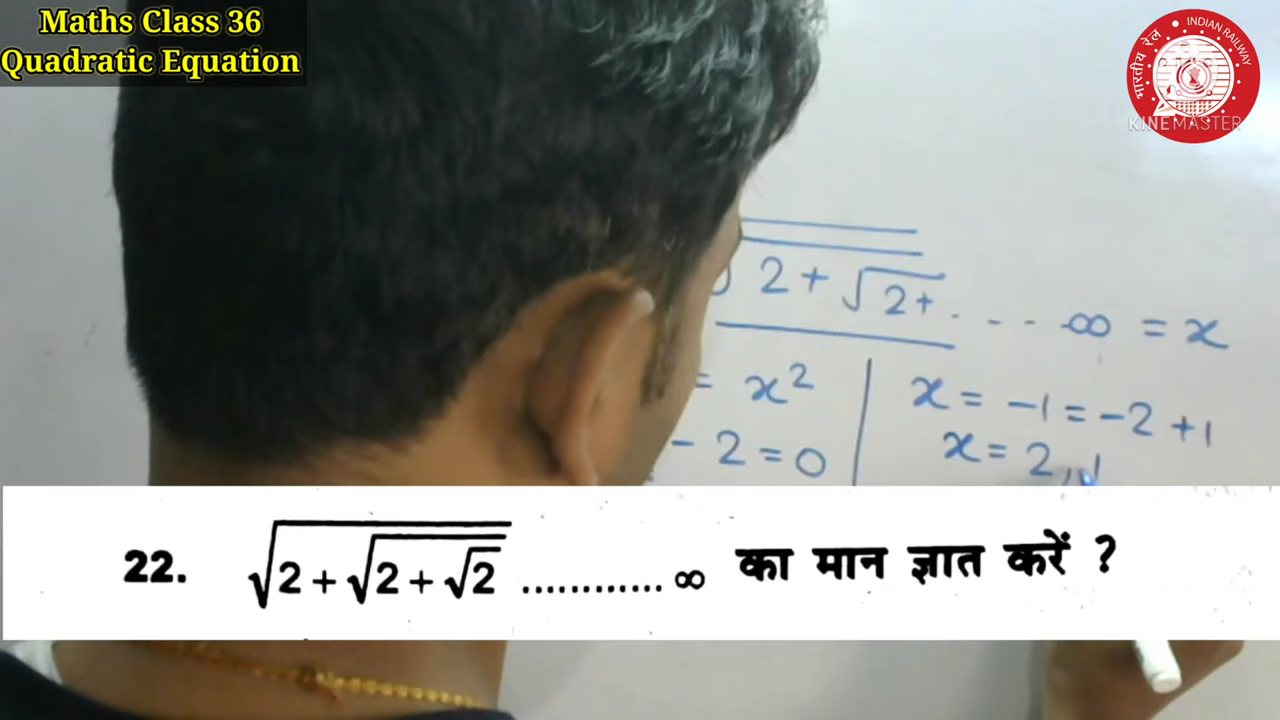 Maths Class 36
Quadratic Equation
भारतीय रेल INDIAN RAILWAY
KINEMASTER
2 + √2+ . - - - ∞ = x
= x²
- 2 = 0
x = -1 = -2 + 1
x = 2,
22. √2 + √2 + √2 ............ ∞ का मान ज्ञात करें ?